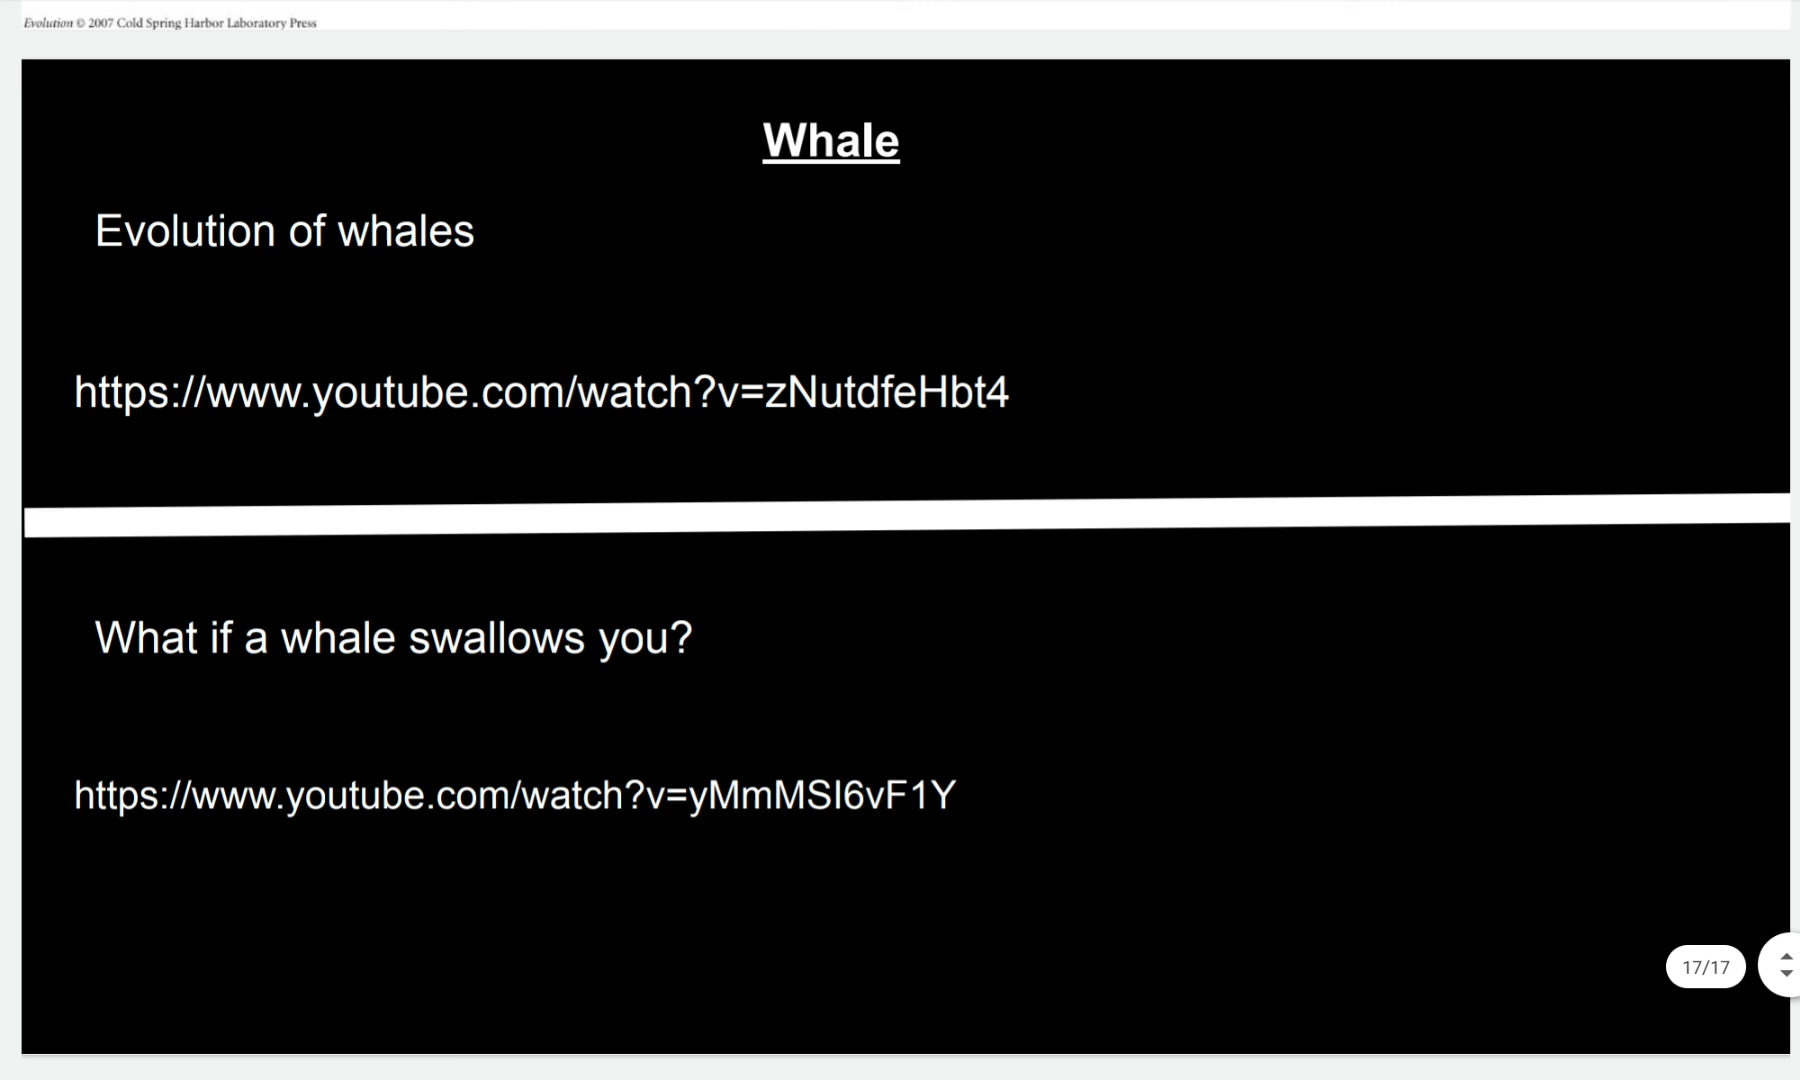 Evolution © 2007 Cold Spring Harbor Laboratory Press
Whale
Evolution of whales
https://www.youtube.com/watch?v=zNutdfeHbt4
What if a whale swallows you?
https://www.youtube.com/watch?v=yMmMSI6vF1Y
17/17